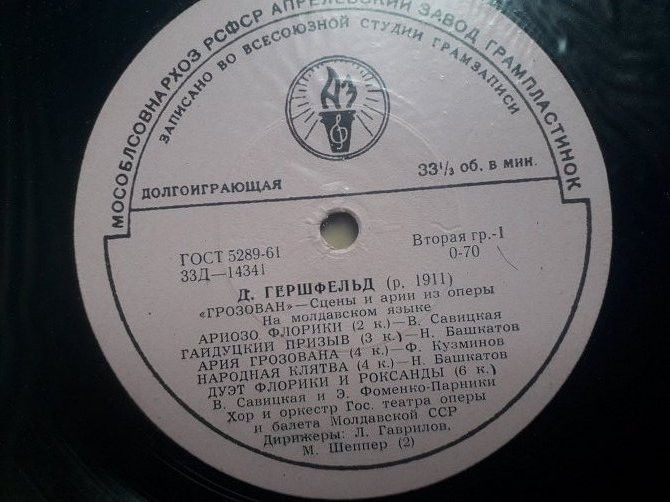 МОСОБЛСОВНАРХОЗ РСФСР АПРЕЛЕВСКИЙ ЗАВОД ГРАМПЛАСТИНОК
ЗАПИСАНО ВО ВСЕСОЮЗНОЙ СТУДИИ ГРАМЗАПИСИ
АЗ
ДОЛГОИГРАЮЩАЯ
33⅓ об. в мин.
ГОСТ 5289-61
Вторая гр.-1
33Д—14341
0-70
Д. ГЕРШФЕЛЬД (р. 1911)
«ГРОЗОВАН»—Сцены и арии из оперы
На молдавском языке
АРИОЗО ФЛОРИКИ (2 к.)—В. Савицкая
ГАЙДУЦКИЙ ПРИЗЫВ (3 к.)—Н. Башкатов
АРИЯ ГРОЗОВАНА (4 к.)—Ф. Кузминов
НАРОДНАЯ КЛЯТВА (4 к.)—Н. Башкатов
ДУЭТ ФЛОРИКИ И РОКСАНДЫ (6 к.)
В. Савицкая и Э. Фоменко-Парники
Хор и оркестр Гос. театра оперы
и балета Молдавской ССР
Дирижеры: Л. Гаврилов,
М. Шеппер (2)